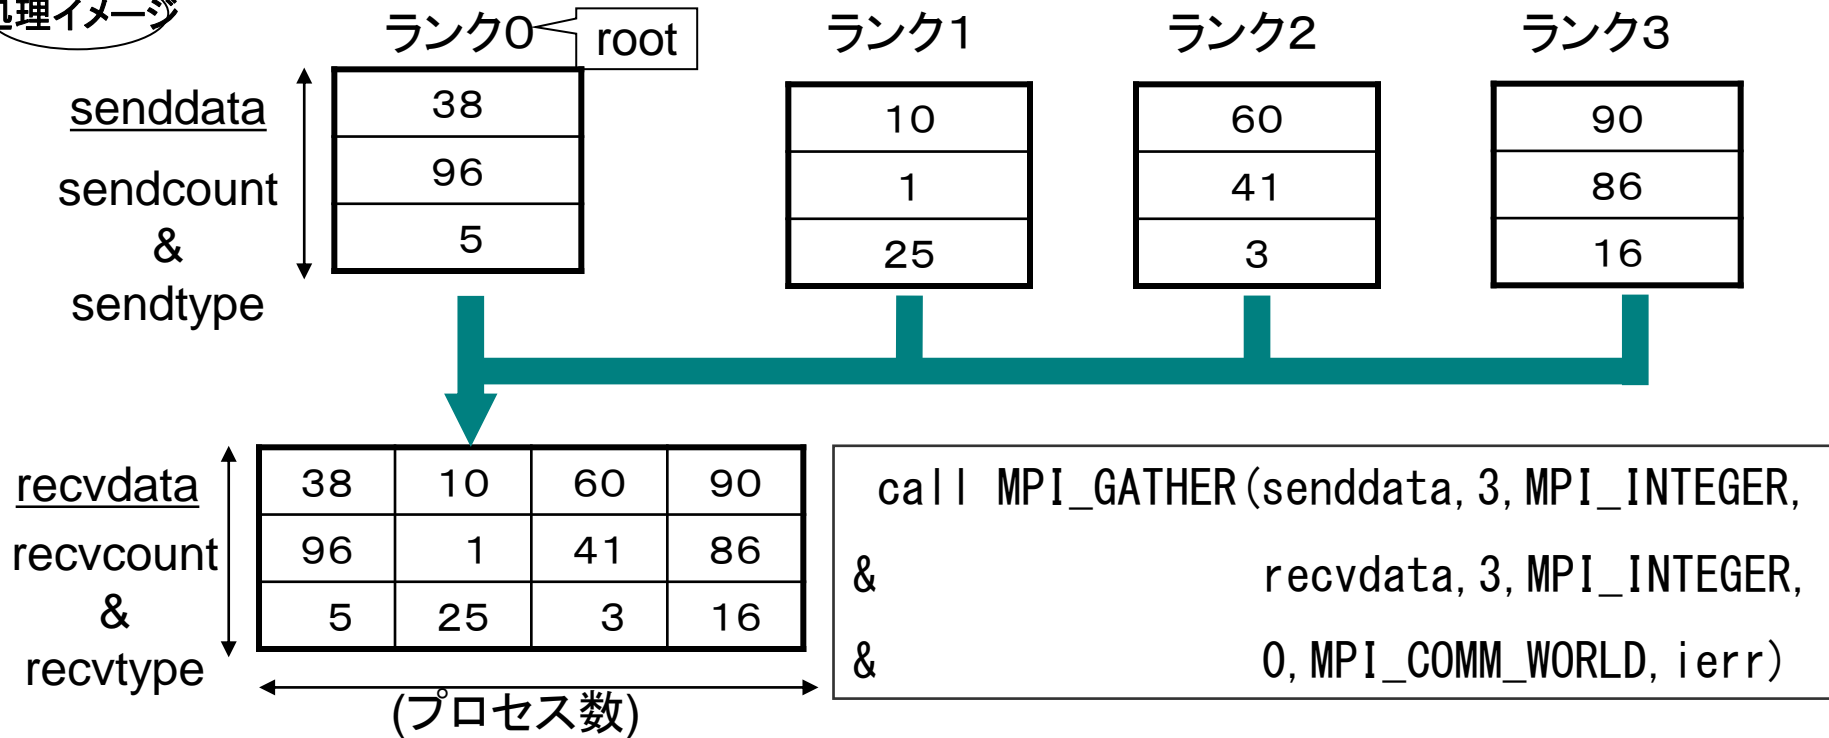 処理イメージ
ランク0 root ランク1 ランク2 ランク3
senddata
sendcount
&
sendtype
38
96
5
10
1
25
60
41
3
90
86
16
recvdata
recvcount
&
recvtype
38 10 60 90
96 1 41 86
5 25 3 16
(プロセス数)
call MPI_GATHER(senddata,3,MPI_INTEGER,
& recvdata,3,MPI_INTEGER,
& 0,MPI_COMM_WORLD,ierr)